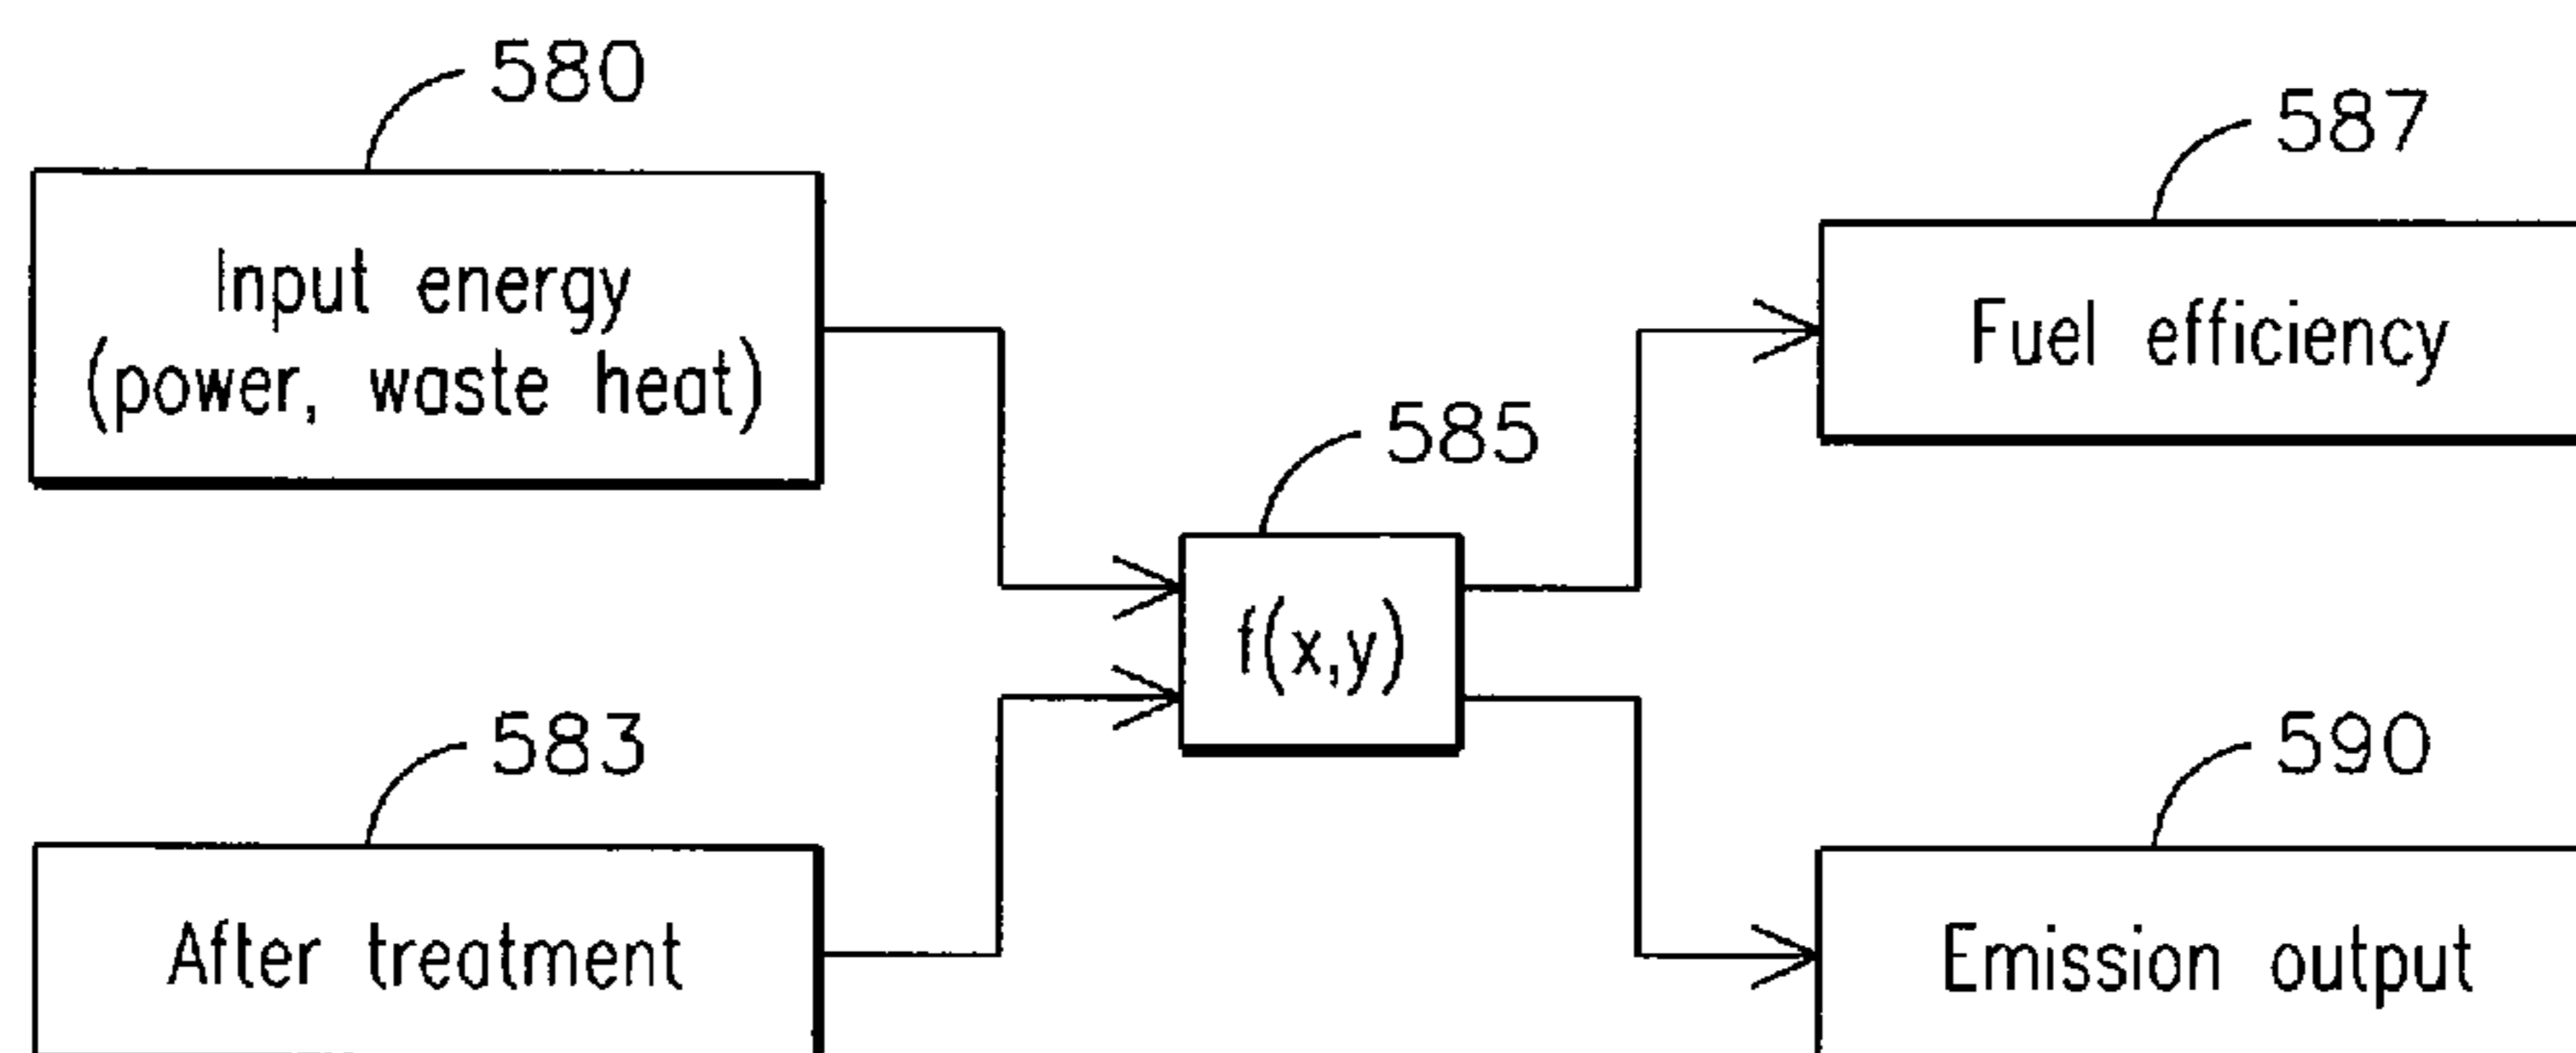 580
Input energy
(power, waste heat)
583
After treatment
585
f(x,y)
587
Fuel efficiency
590
Emission output